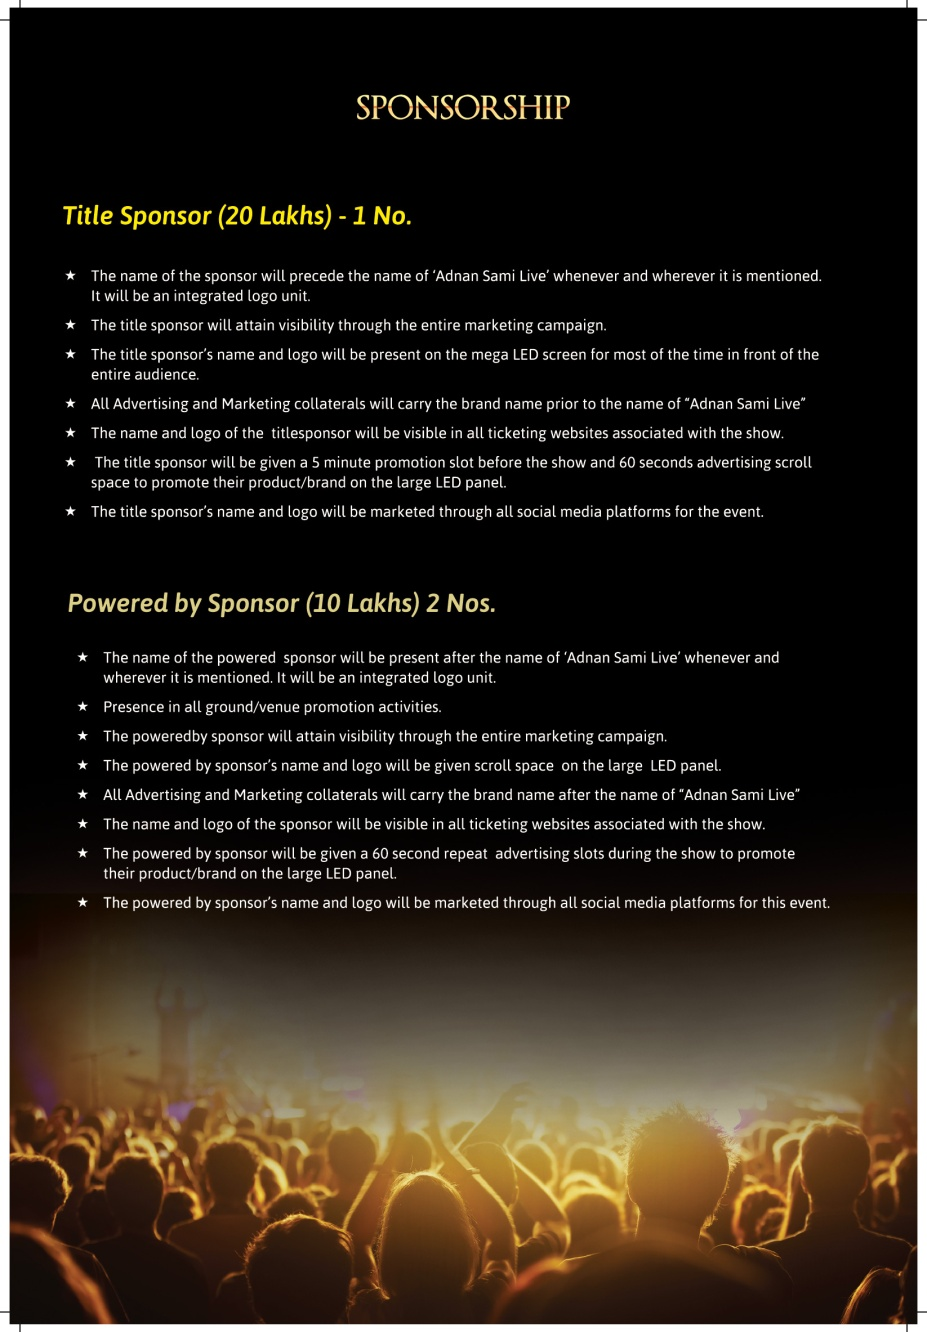 SPONSORSHIP
Title Sponsor (20 Lakhs) - 1 No.
★ The name of the sponsor will precede the name of ‘Adnan Sami Live’ whenever and wherever it is mentioned.
It will be an integrated logo unit.
★ The title sponsor will attain visibility through the entire marketing campaign.
★ The title sponsor’s name and logo will be present on the mega LED screen for most of the time in front of the
entire audience.
★ All Advertising and Marketing collaterals will carry the brand name prior to the name of “Adnan Sami Live”
★ The name and logo of the titlesponsor will be visible in all ticketing websites associated with the show.
★ The title sponsor will be given a 5 minute promotion slot before the show and 60 seconds advertising scroll
space to promote their product/brand on the large LED panel.
★ The title sponsor’s name and logo will be marketed through all social media platforms for the event.
Powered by Sponsor (10 Lakhs) 2 Nos.
★ The name of the powered sponsor will be present after the name of ‘Adnan Sami Live’ whenever and
wherever it is mentioned. It will be an integrated logo unit.
★ Presence in all ground/venue promotion activities.
★ The poweredby sponsor will attain visibility through the entire marketing campaign.
★ The powered by sponsor’s name and logo will be given scroll space on the large LED panel.
★ All Advertising and Marketing collaterals will carry the brand name after the name of “Adnan Sami Live”
★ The name and logo of the sponsor will be visible in all ticketing websites associated with the show.
★ The powered by sponsor will be given a 60 second repeat advertising slots during the show to promote
their product/brand on the large LED panel.
★ The powered by sponsor’s name and logo will be marketed through all social media platforms for this event.